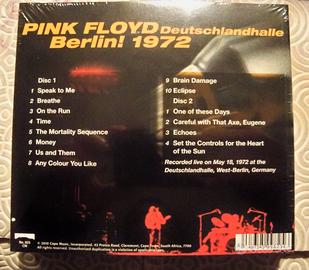 PINK FLOYD Deutschlandhalle
Berlin! 1972
Disc 1
1 Speak to Me
2 Breathe
3 On the Run
4 Time
5 The Mortality Sequence
6 Money
7 Us and Them
8 Any Colour You Like
9 Brain Damage
10 Eclipse
Disc 2
1 One of these Days
2 Careful with That Axe, Eugene
3 Echoes
4 Set the Controls for the Heart
of the Sun
Recorded live on May 18, 1972 at the
Deutschlandhalle, West-Berlin, Germany